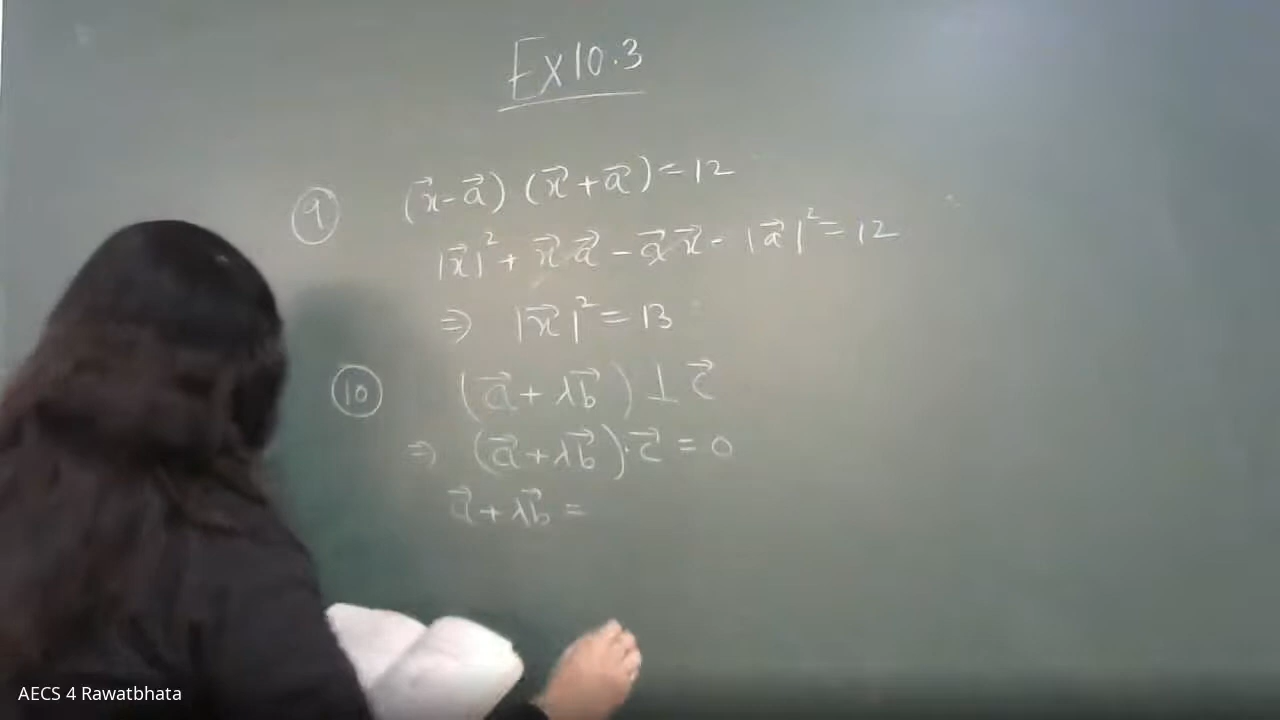 Ex 10.3
9 (x⃗ - a⃗) (x⃗ + a⃗) = 12
|x⃗|² + x⃗ a⃗ - a⃗ x⃗ - |a⃗|² = 12
⇒ |x⃗|² = 13
10 (a⃗ + λb⃗) ⊥ c⃗
⇒ (a⃗ + λb⃗)·c⃗ = 0
a⃗ + λb⃗ =
AECS 4 Rawatbhata